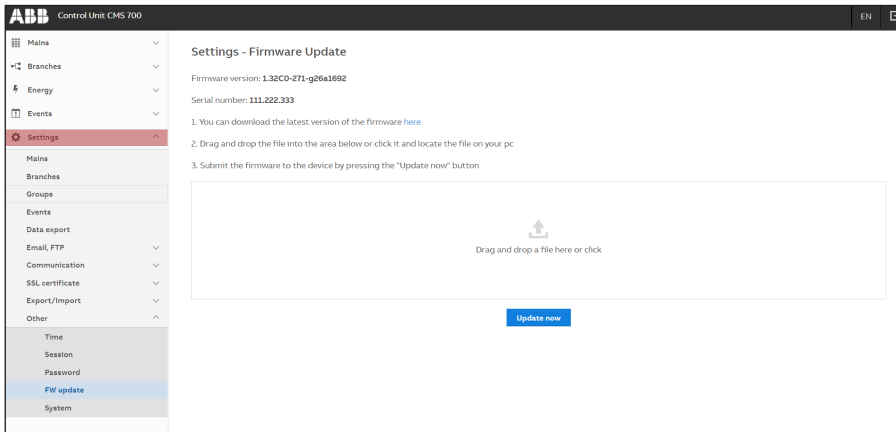 ABB Control Unit CMS 700
EN
Mains
Branches
Energy
Events
Settings
Mains
Branches
Groups
Events
Data export
Email, FTP
Communication
SSL certificate
Export/Import
Other
Time
Session
Password
FW update
System
Settings - Firmware Update
Firmware version: 1.32C0-271-g26a1692
Serial number: 111.222.333
1. You can download the latest version of the firmware here
2. Drag and drop the file into the area below or click it and locate the file on your pc
3. Submit the firmware to the device by pressing the "Update now" button
Drag and drop a file here or click
Update now